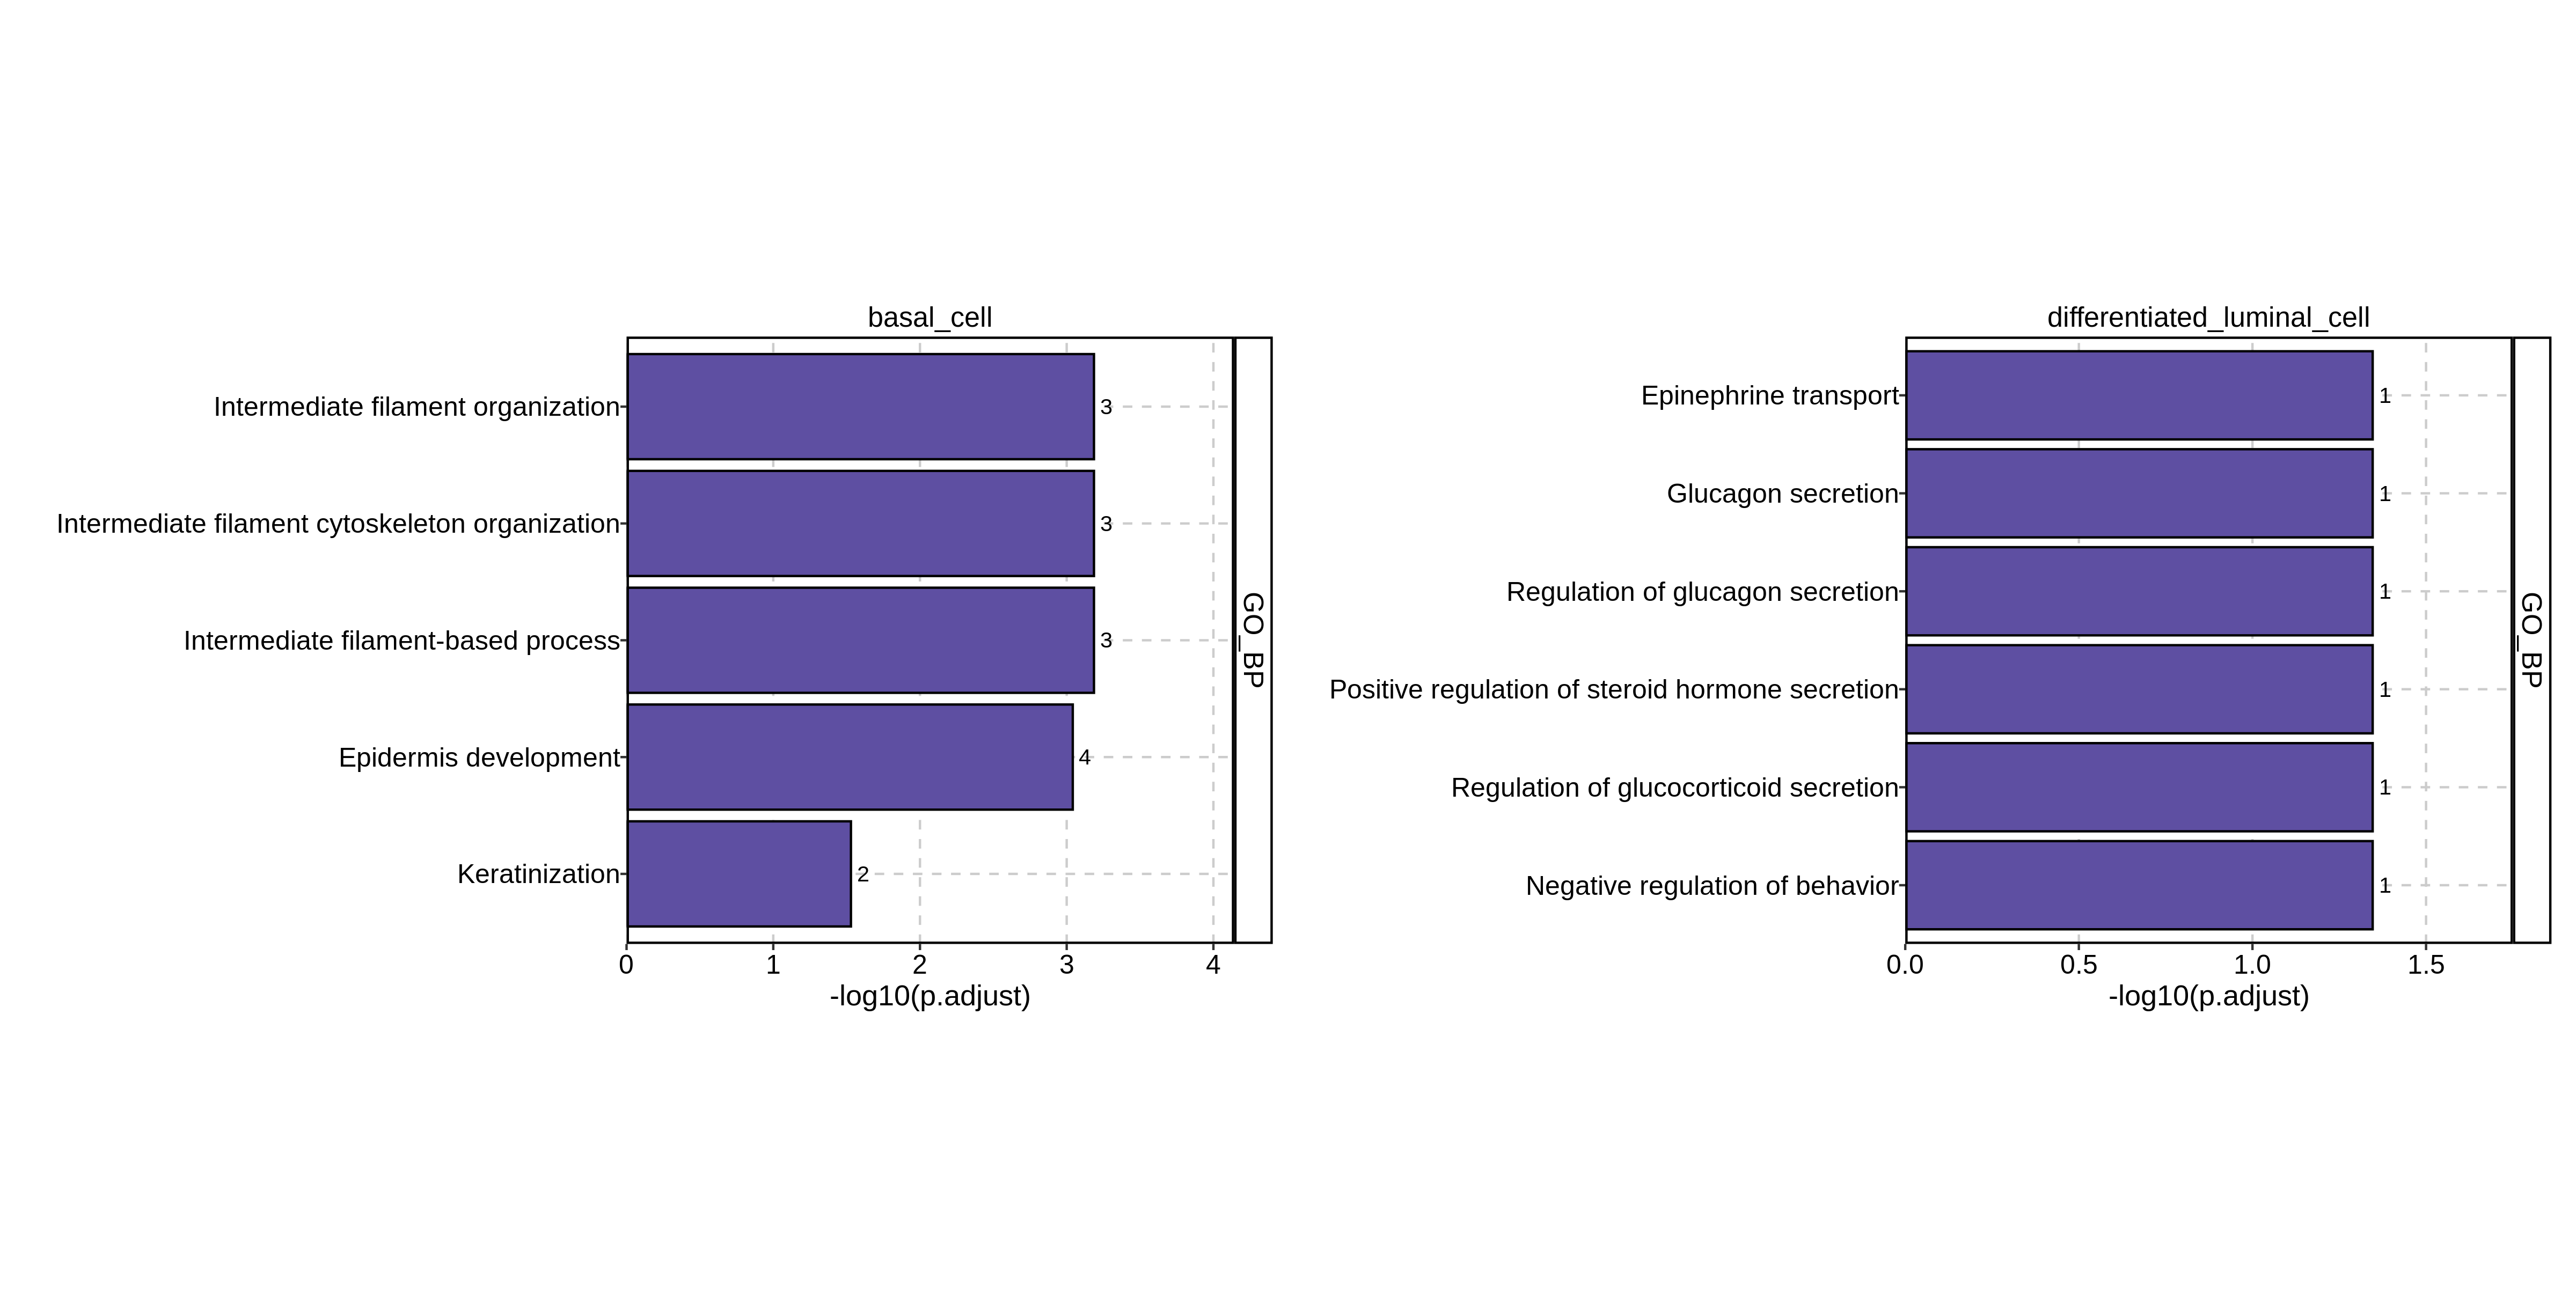 basal_cell
Intermediate filament organization
3
Intermediate filament cytoskeleton organization
3
Intermediate filament-based process
3
Epidermis development
4
Keratinization
2
GO_BP
0 1 2 3 4
-log10(p.adjust)
differentiated_luminal_cell
Epinephrine transport
1
Glucagon secretion
1
Regulation of glucagon secretion
1
Positive regulation of steroid hormone secretion
1
Regulation of glucocorticoid secretion
1
Negative regulation of behavior
1
GO_BP
0.0 0.5 1.0 1.5
-log10(p.adjust)